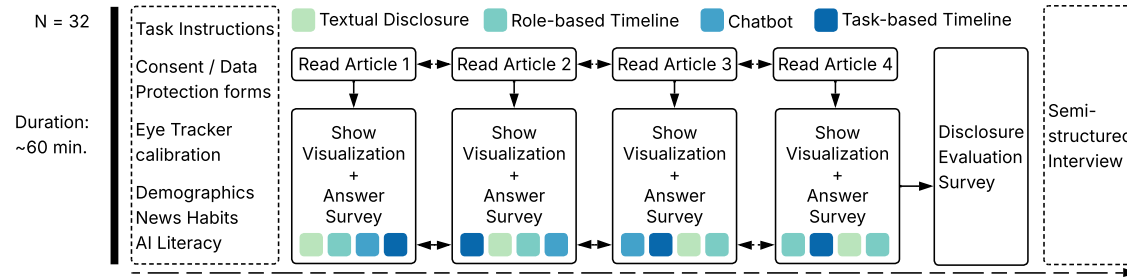 N = 32
Duration:
~60 min.
Task Instructions
Consent / Data
Protection forms
Eye Tracker
calibration
Demographics
News Habits
AI Literacy
Textual Disclosure
Role-based Timeline
Chatbot
Task-based Timeline
Read Article 1
Read Article 2
Read Article 3
Read Article 4
Show
Visualization
+
Answer
Survey
Show
Visualization
+
Answer
Survey
Show
Visualization
+
Answer
Survey
Show
Visualization
+
Answer
Survey
Disclosure
Evaluation
Survey
Semi-
structured
Interview